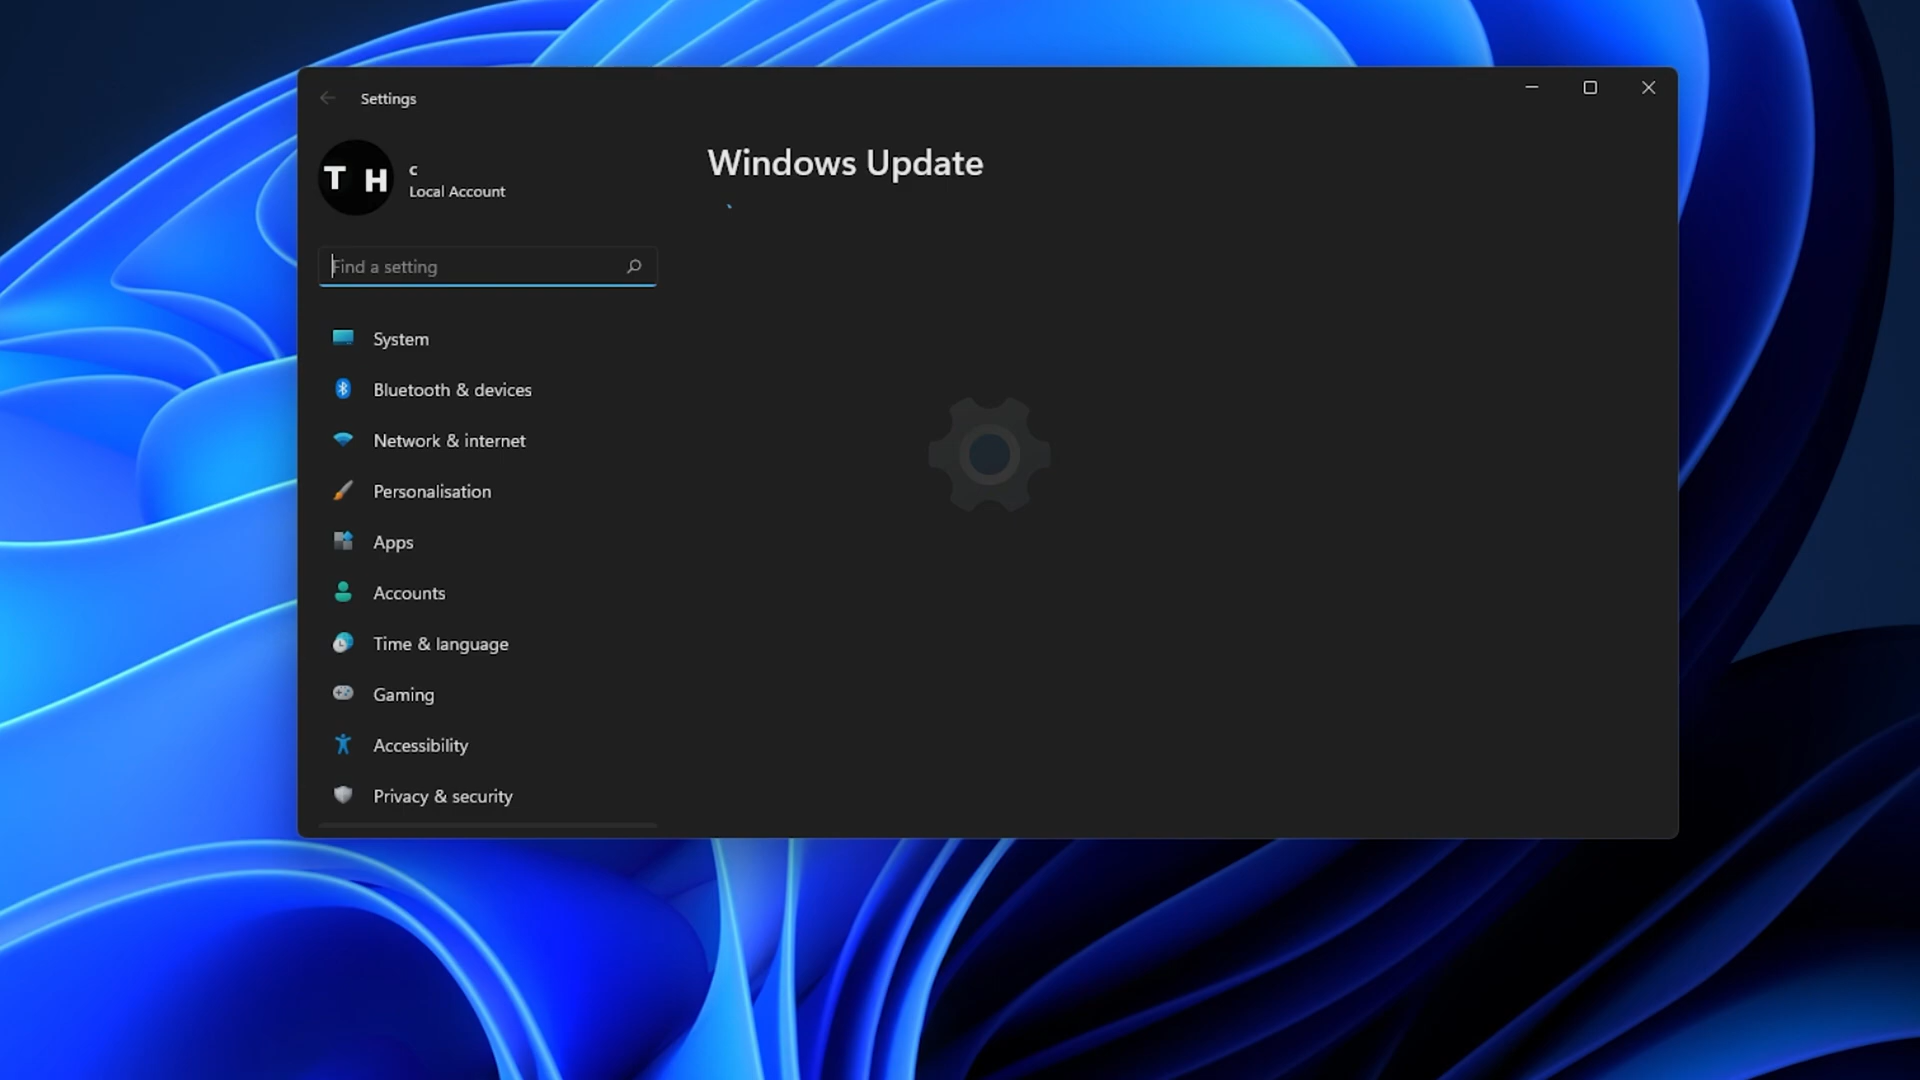 Settings
T H
c
Local Account
Find a setting
System
Bluetooth & devices
Network & internet
Personalisation
Apps
Accounts
Time & language
Gaming
Accessibility
Privacy & security
Windows Update